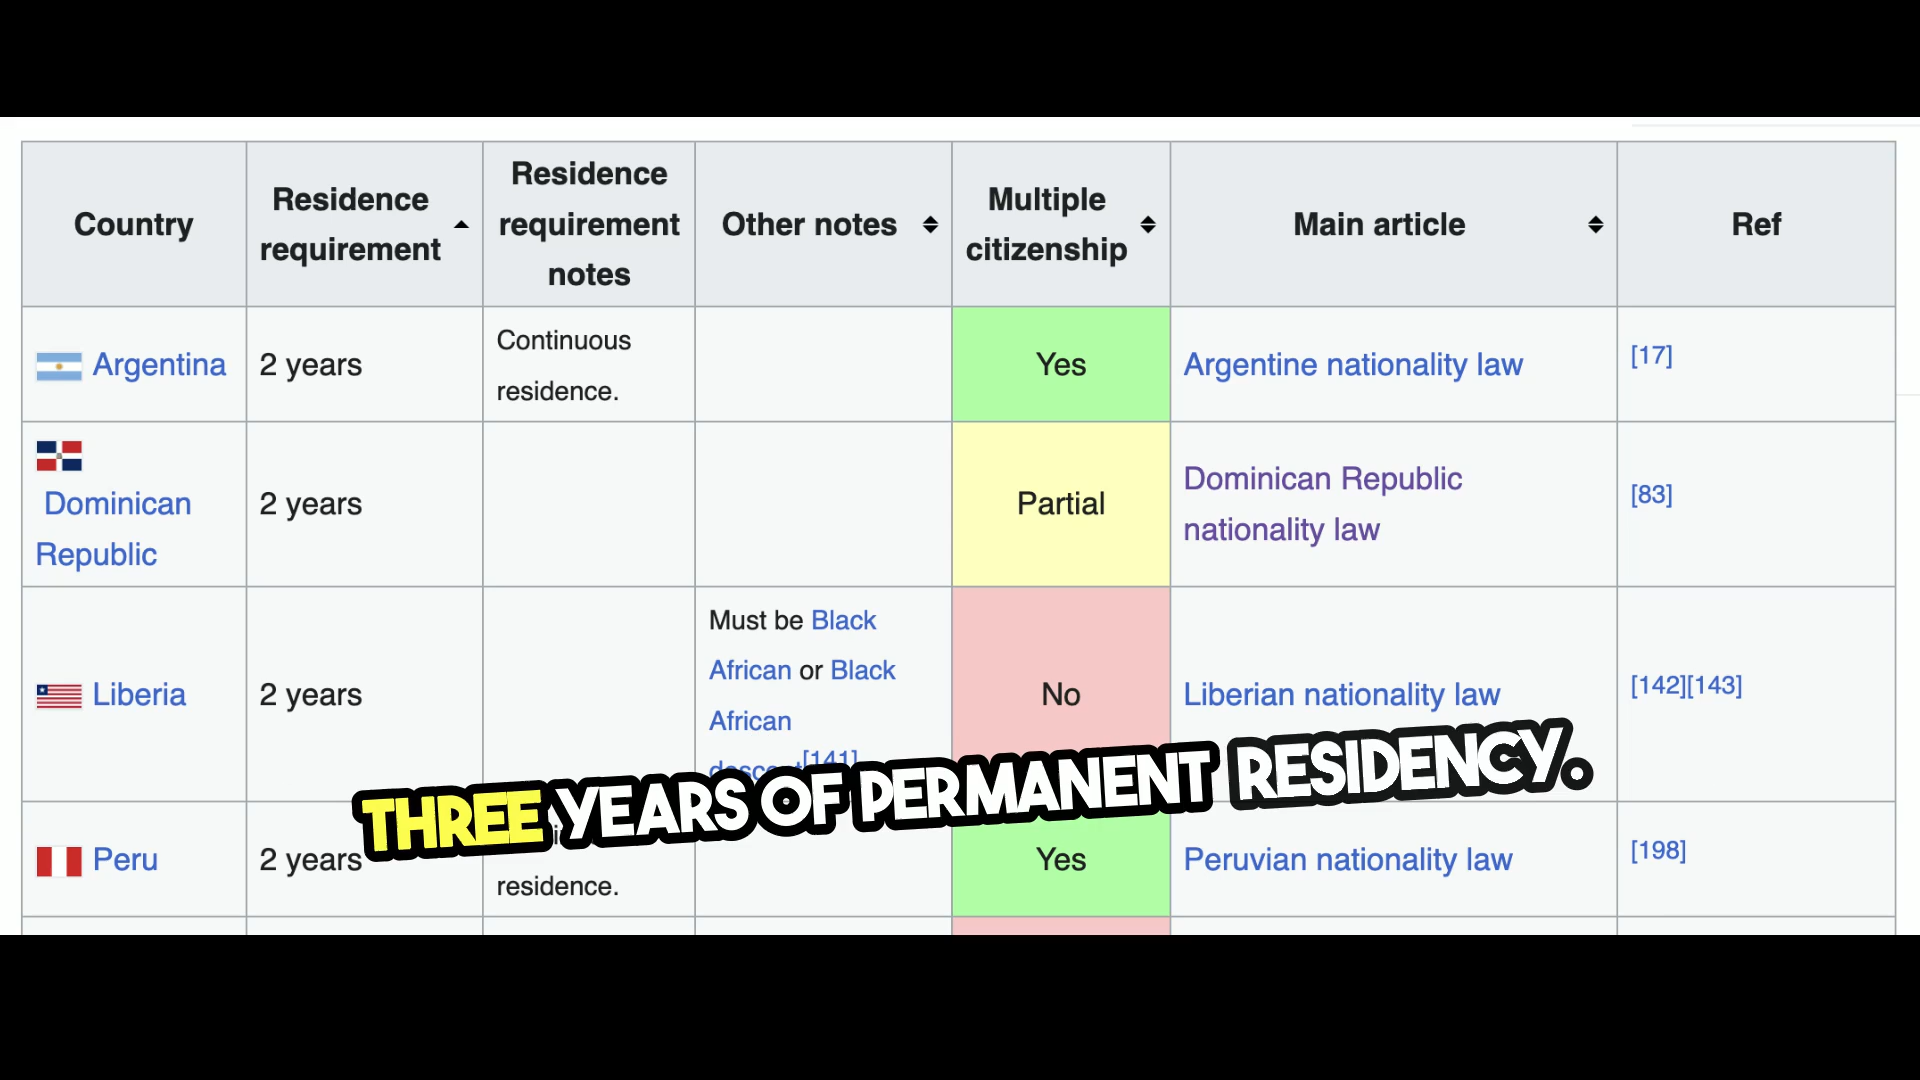 Country
Residence
requirement
Residence
requirement
notes
Other notes
Multiple
citizenship
Main article
Ref
Argentina
2 years
Continuous
residence.
Yes
Argentine nationality law
[17]
Dominican
Republic
2 years
Partial
Dominican Republic
nationality law
[83]
Liberia
2 years
Must be Black
African or Black
African
descent[141]
No
Liberian nationality law
[142][143]
Peru
2 years
residence.
Yes
Peruvian nationality law
[198]
THREE YEARS OF PERMANENT RESIDENCY.